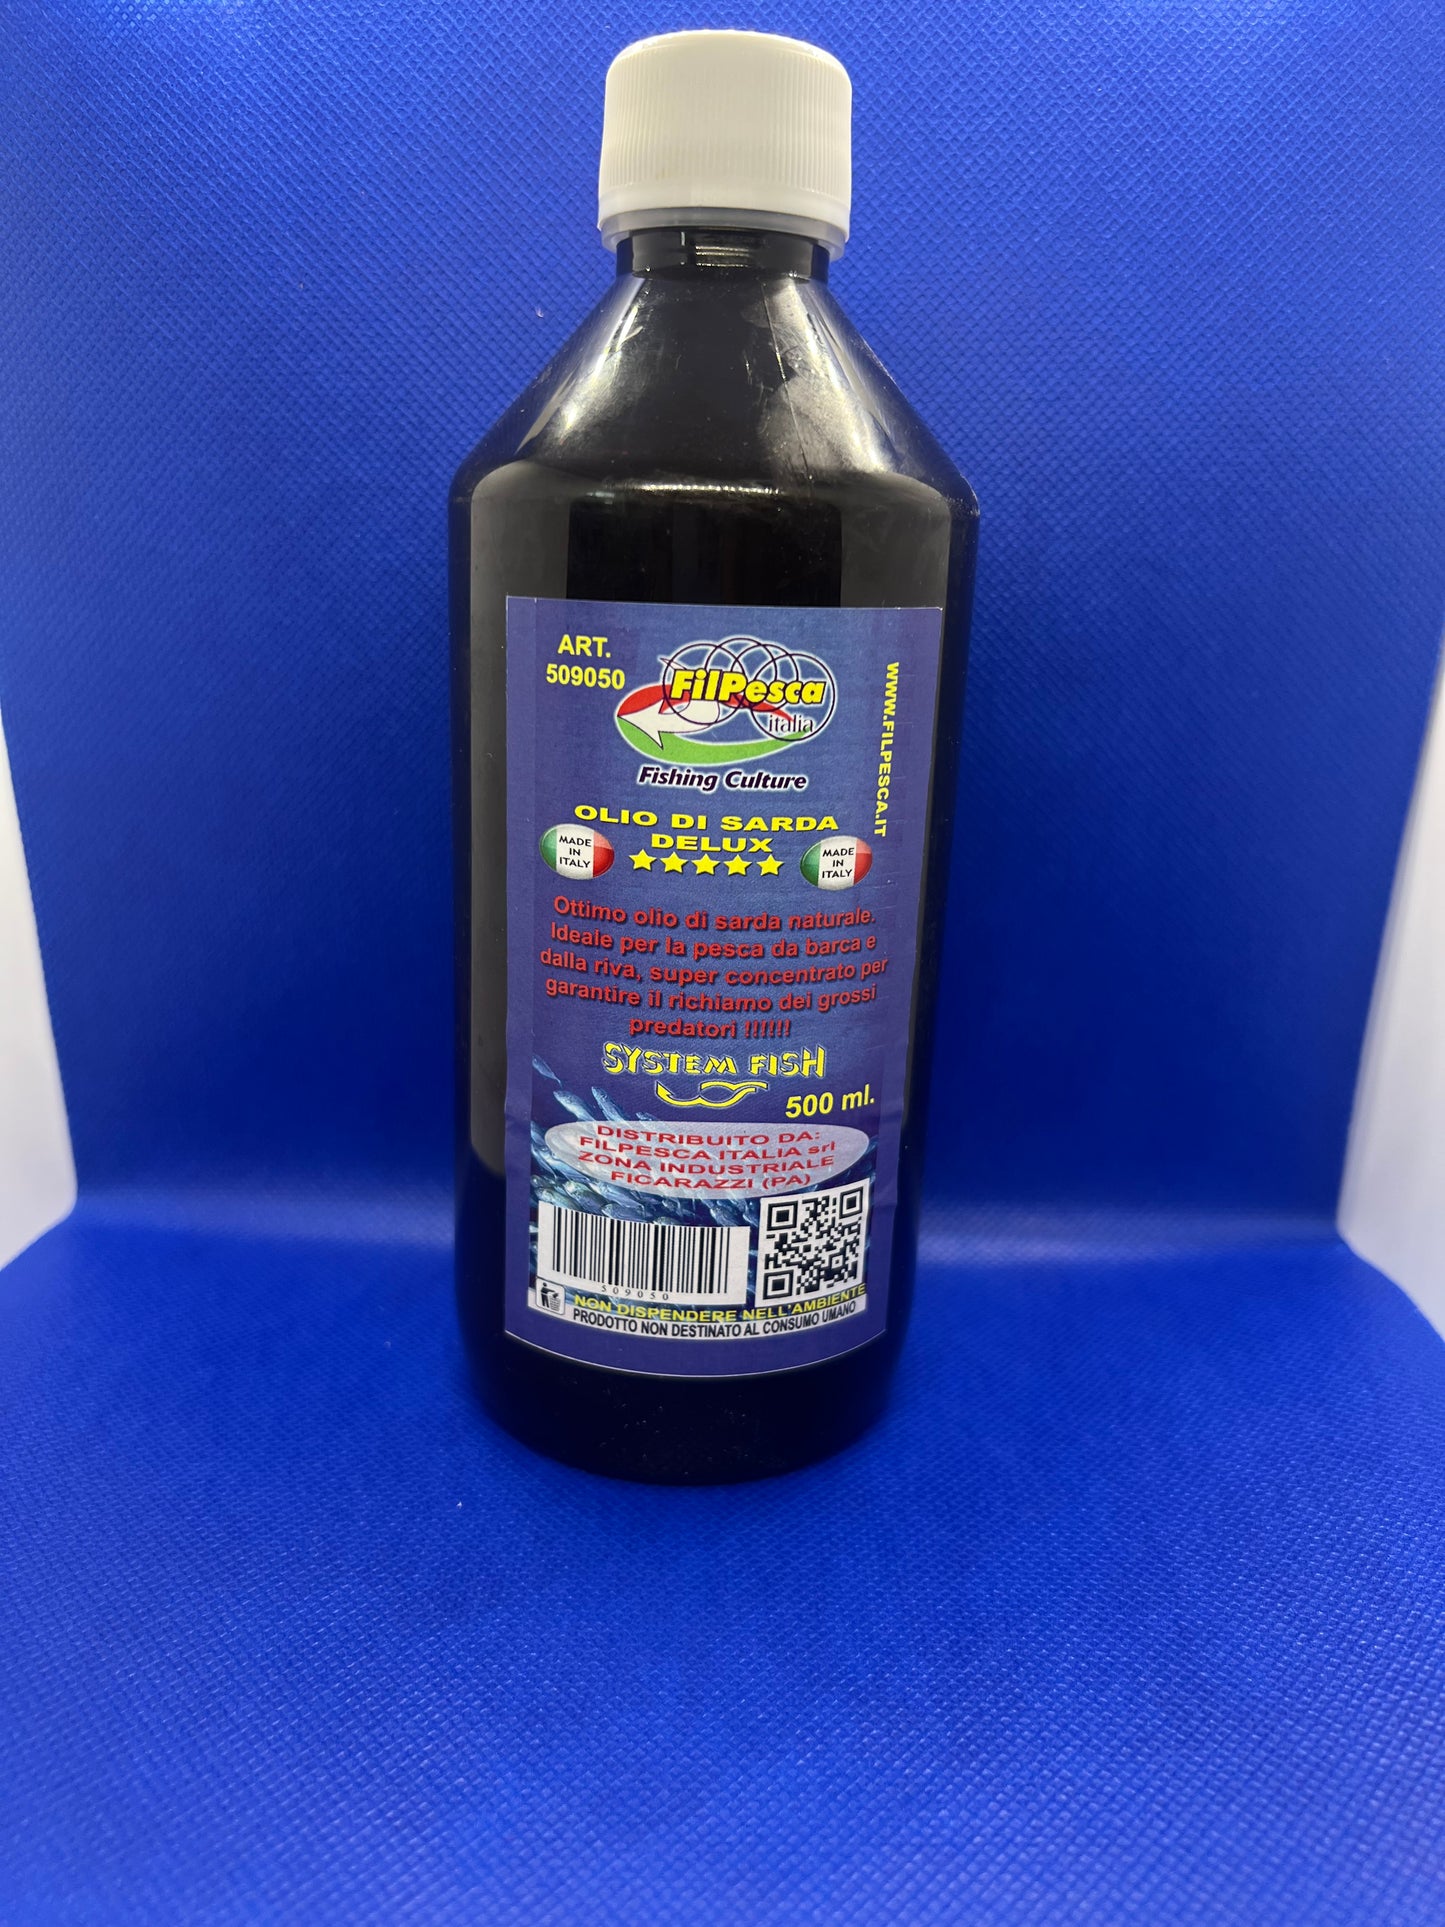 ART.
509050
FilPesca
italia
Fishing Culture
WWW.FILPESCA.IT
OLIO DI SARDA
DELUX
MADE
IN
ITALY
MADE
IN
ITALY
Ottimo olio di sarda naturale.
Ideale per la pesca da barca e
dalla riva, super concentrato per
garantire il richiamo dei grossi
predatori !!!!!!
SYSTEM FISH
500 ml.
DISTRIBUITO DA:
FILPESCA ITALIA srl
ZONA INDUSTRIALE
FICARAZZI (PA)
509050
NON DISPENDERE NELL'AMBIENTE
PRODOTTO NON DESTINATO AL CONSUMO UMANO